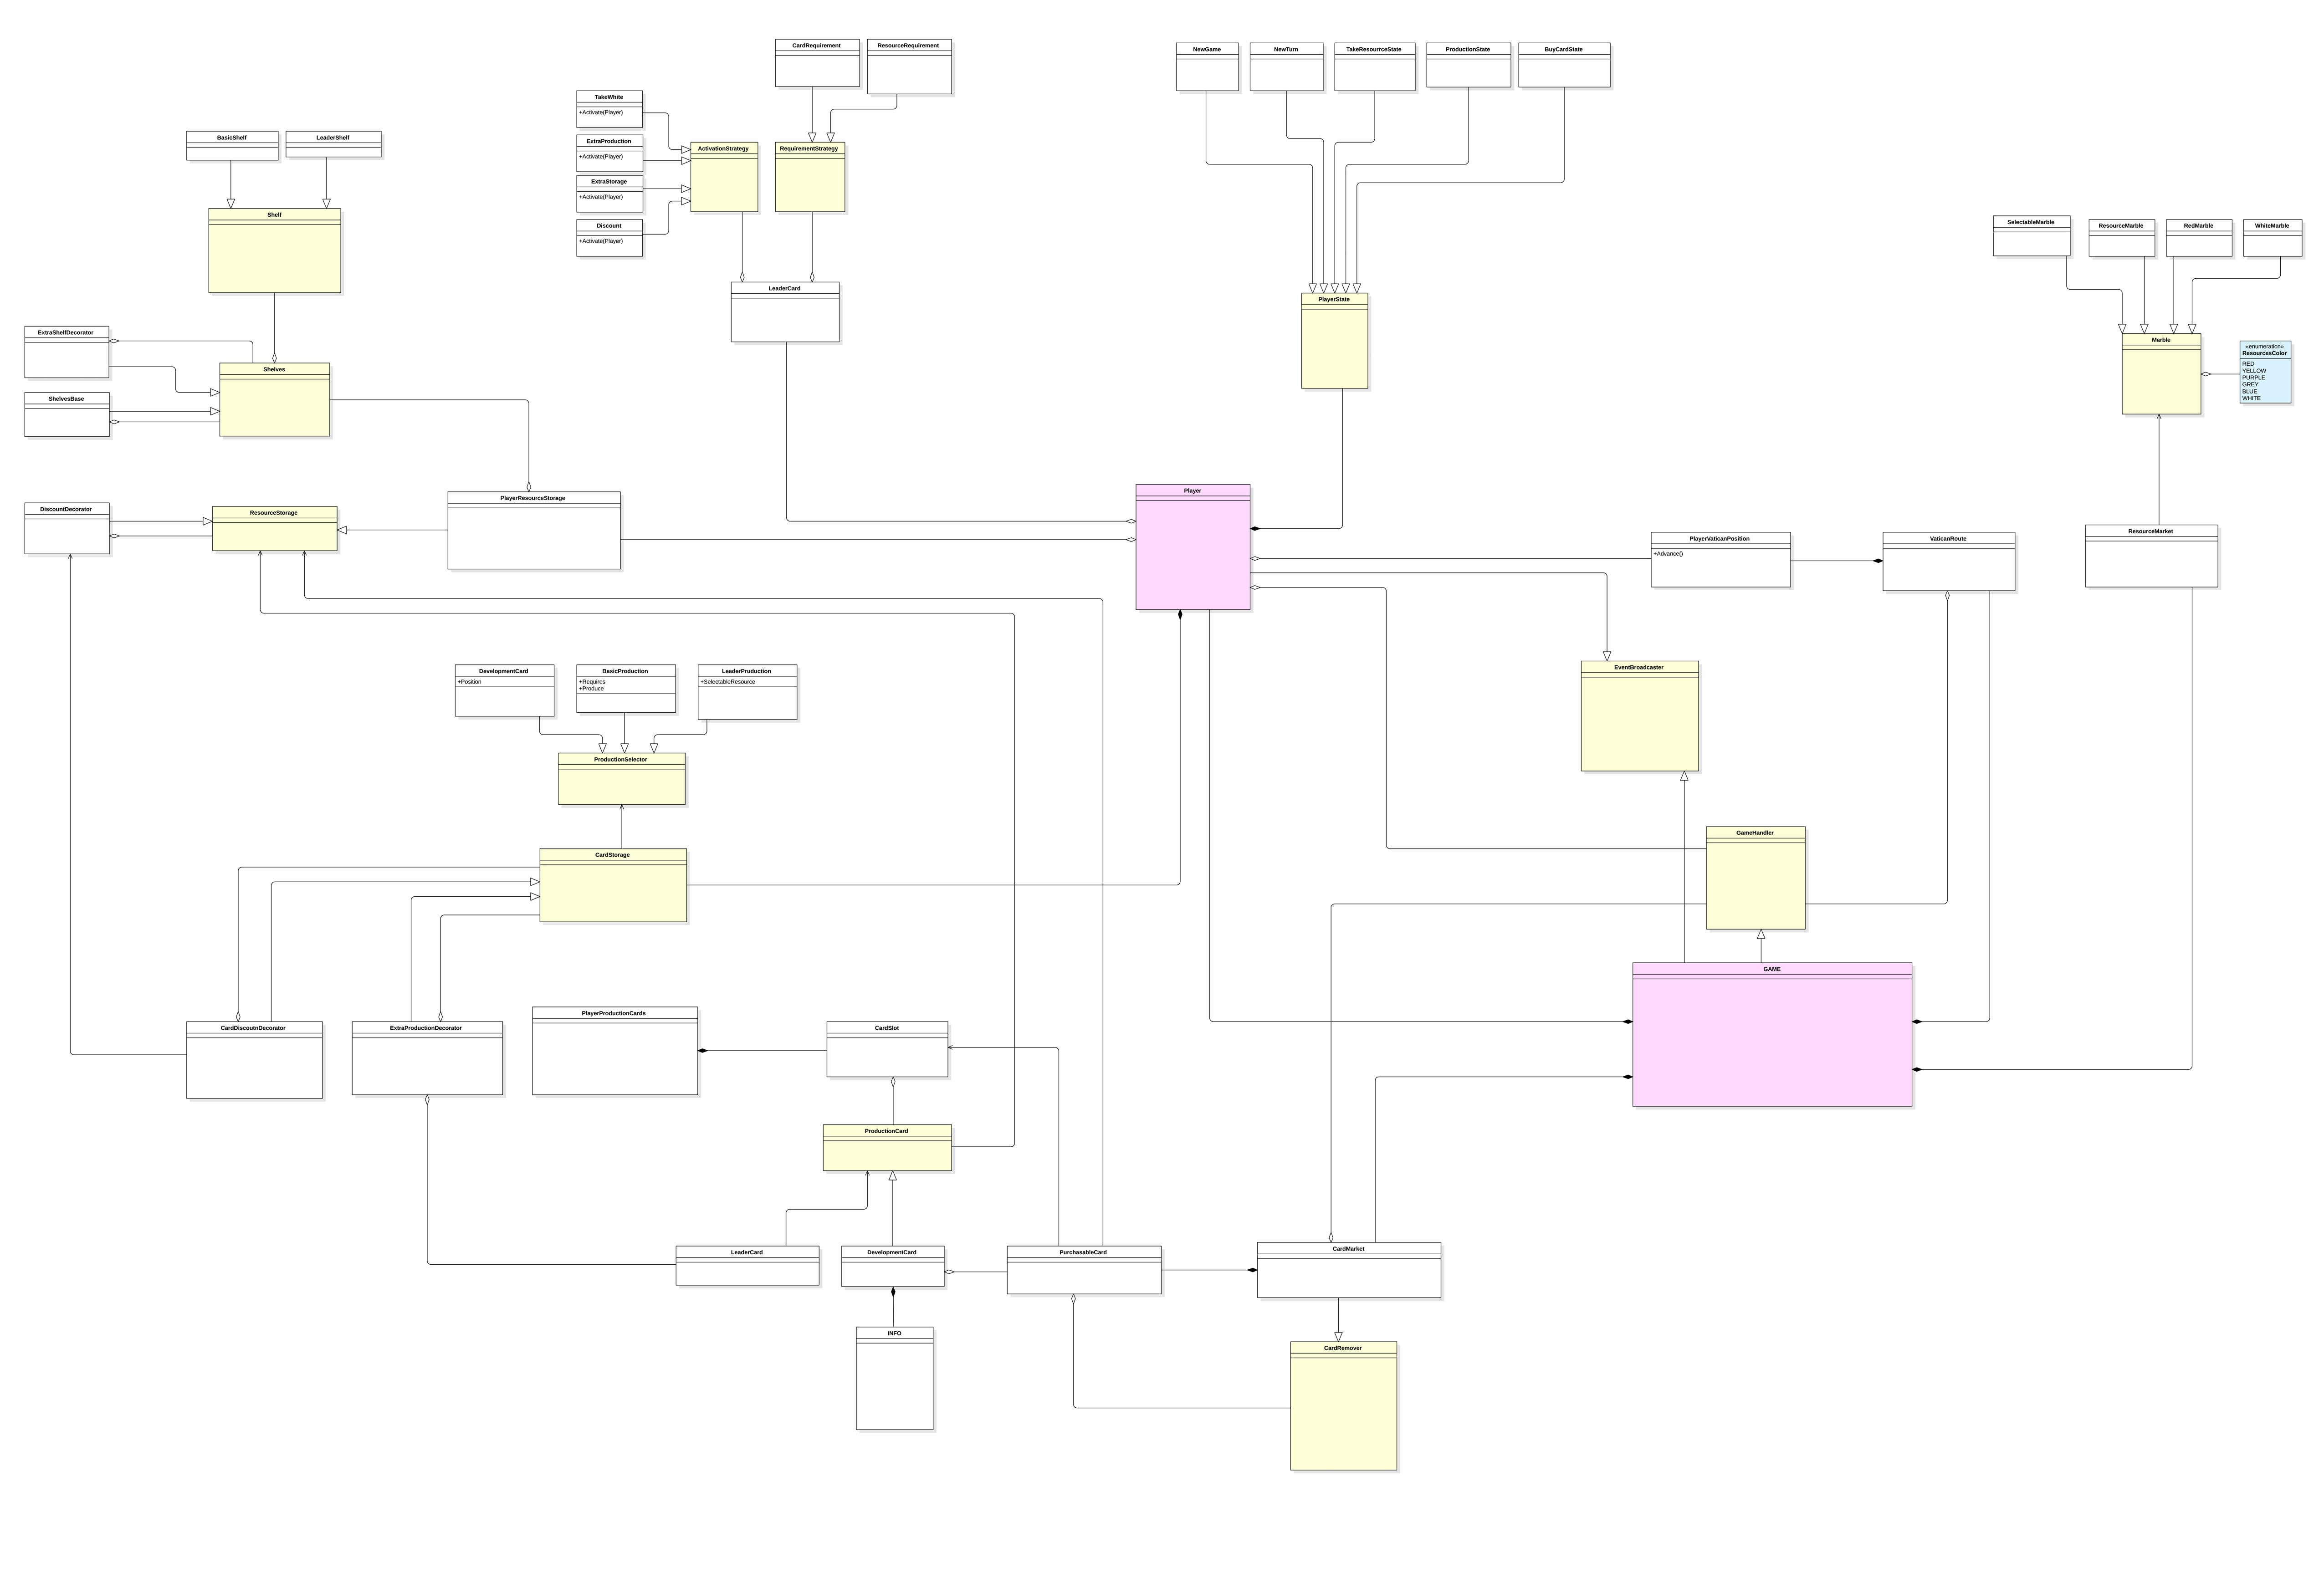 CardRequirement
ResourceRequirement
NewGame
NewTurn
TakeResourrceState
ProductionState
BuyCardState
TakeWhite
+Activate(Player)
ExtraProduction
+Activate(Player)
ExtraStorage
+Activate(Player)
Discount
+Activate(Player)
ActivationStrategy
RequirementStrategy
BasicShelf
LeaderShelf
Shelf
SelectableMarble
ResourceMarble
RedMarble
WhiteMarble
LeaderCard
PlayerState
ExtraShelfDecorator
Shelves
ShelvesBase
Marble
«enumeration»
ResourcesColor
RED
YELLOW
PURPLE
GREY
BLUE
WHITE
DiscountDecorator
ResourceStorage
PlayerResourceStorage
Player
PlayerVaticanPosition
+Advance()
VaticanRoute
ResourceMarket
DevelopmentCard
+Position
BasicProduction
+Requires
+Produce
LeaderPruduction
+SelectableResource
EventBroadcaster
ProductionSelector
CardStorage
GameHandler
GAME
CardDiscoutnDecorator
ExtraProductionDecorator
PlayerProductionCards
CardSlot
ProductionCard
LeaderCard
DevelopmentCard
PurchasableCard
CardMarket
INFO
CardRemover